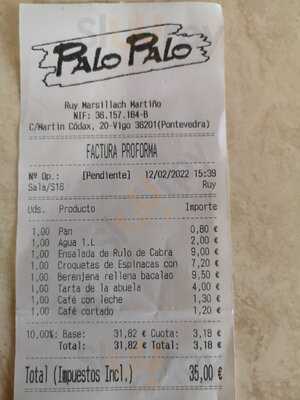 PALO PALO
Ruy Marsillach Martiño
NIF: 36.157.164-B
C/Martin Códax, 20-Vigo 36201(Pontevedra)
FACTURA PROFORMA
Nº Op.: [Pendiente] 12/02/2022 15:39
Sala/S16 Ruy
Uds. Producto Importe
1,00 Pan 0,80 €
1,00 Agua 1.L 2,00 €
1,00 Ensalada de Rulo de Cabra 9,00 €
1,00 Croquetas de Espinacas con 7,20 €
1,00 Berenjena rellena bacalao 9,50 €
1,00 Tarta de la abuela 4,00 €
1,00 Café con leche 1,30 €
1,00 Café cortado 1,20 €
10,00% Base: 31,82 € Cuota: 3,18 €
Total: 31,82 € Total: 3,18 €
Total (Impuestos Incl.) 35,00 €